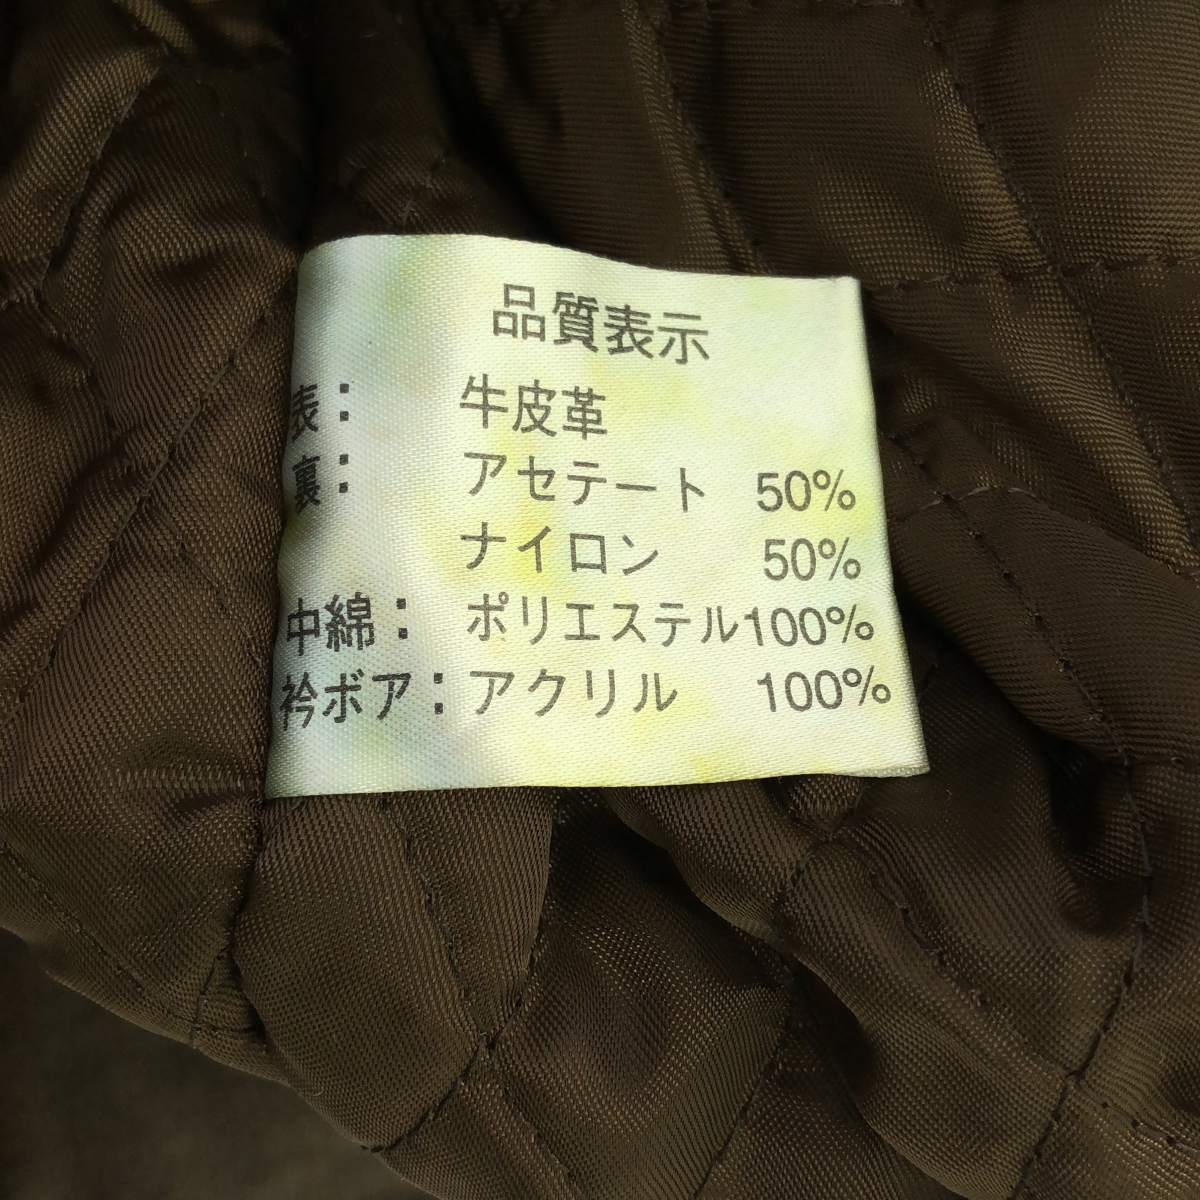 品質表示
表： 牛皮革
裏： アセテート 50%
ナイロン 50%
中綿： ポリエステル100%
衿ボア：アクリル 100%